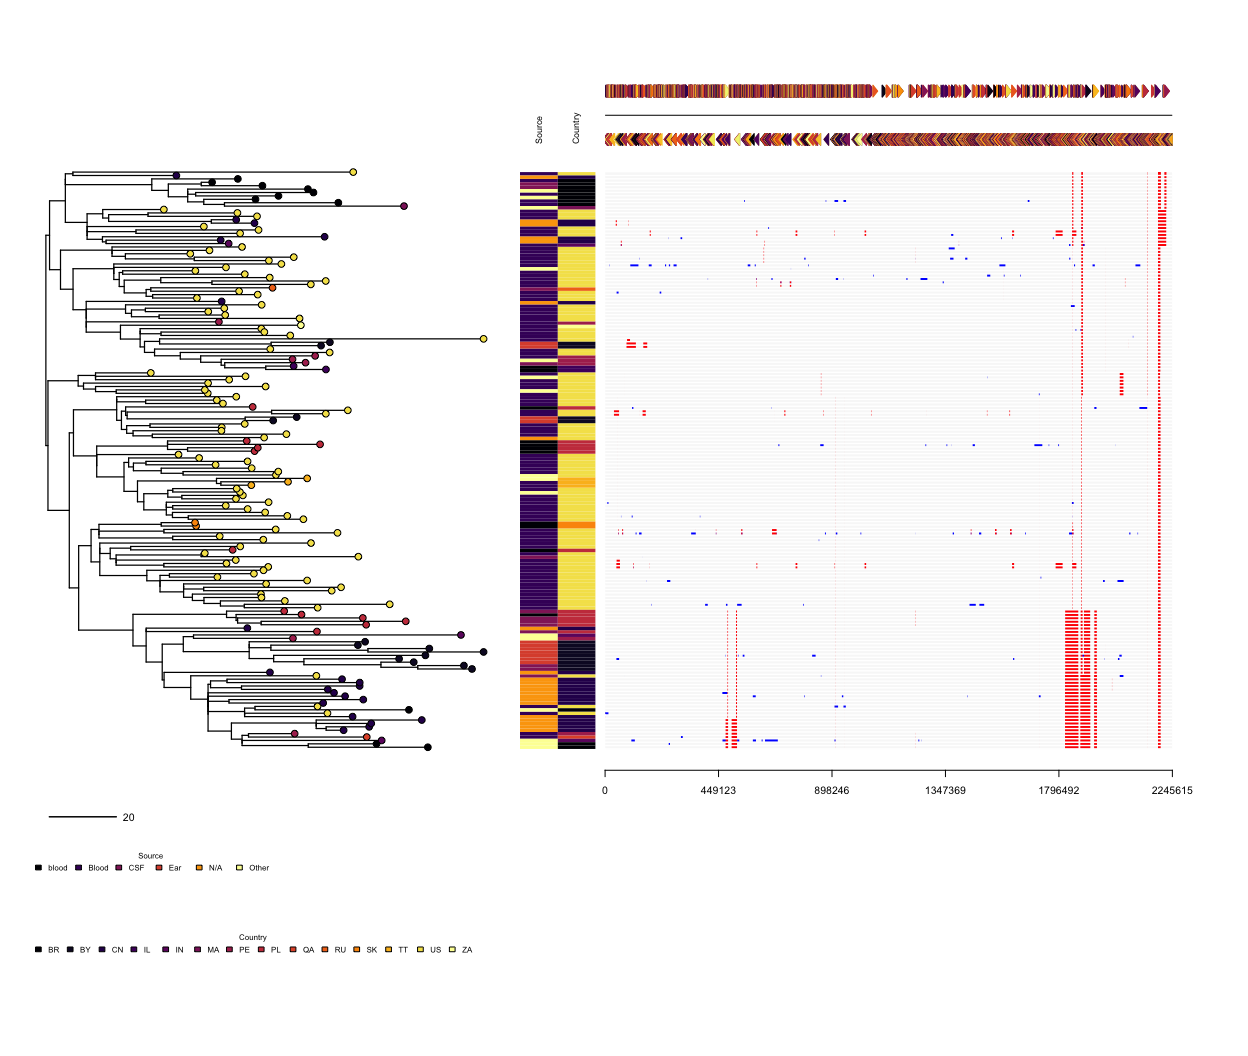 Source
Country
0 449123 898246 1347369 1796492 2245615
20
Source
blood Blood CSF Ear N/A Other
Country
BR BY CN IL IN MA PE PL QA RU SK TT US ZA